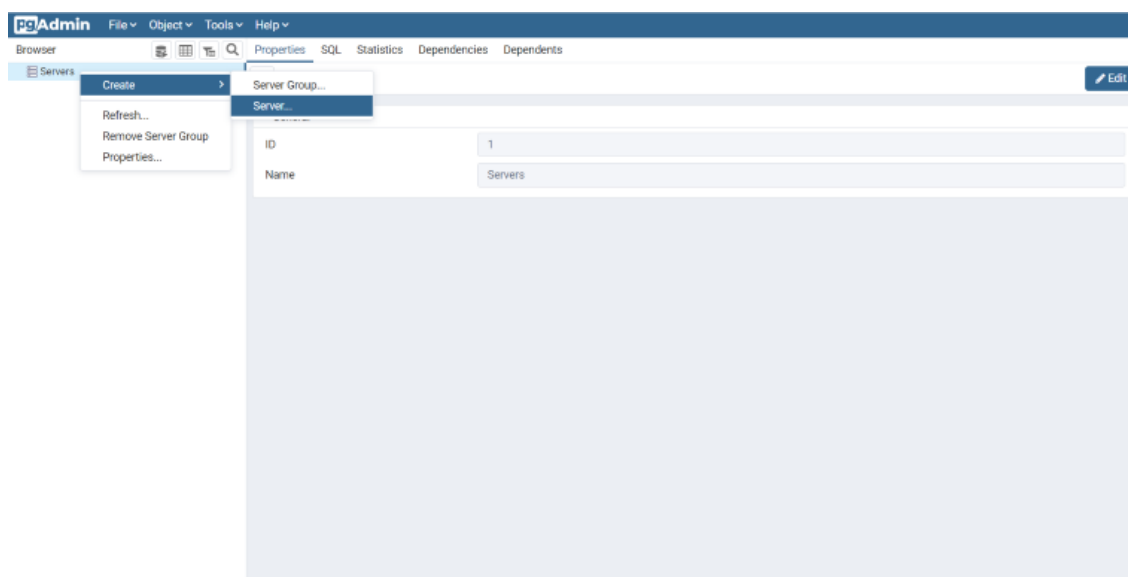 pgAdmin File Object Tools Help
Browser
Properties SQL Statistics Dependencies Dependents
Servers
Create
Server Group...
Edit
Server...
Refresh...
General
Remove Server Group
ID 1
Properties...
Name Servers